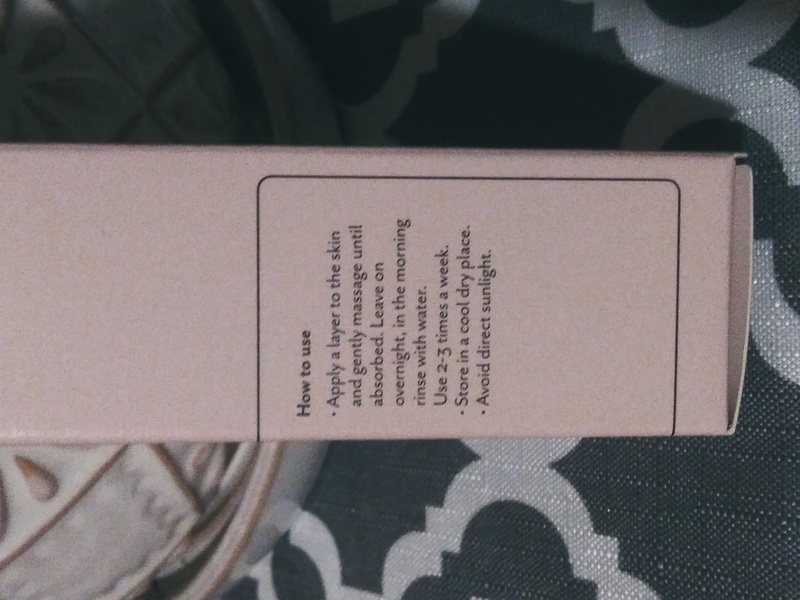 How to use
• Apply a layer to the skin
and gently massage until
absorbed. Leave on
overnight, in the morning
rinse with water.
Use 2-3 times a week.
• Store in a cool dry place.
• Avoid direct sunlight.